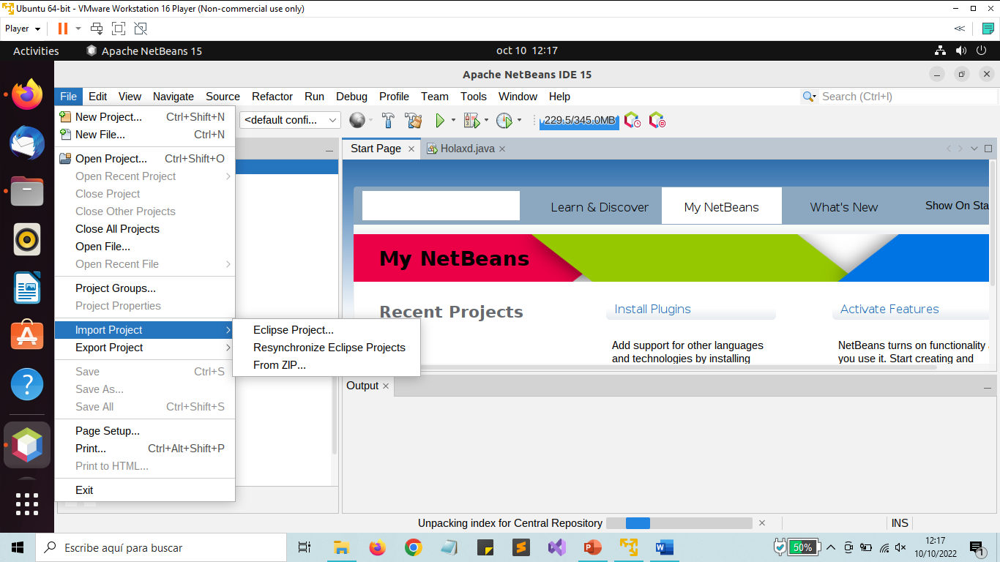 Ubuntu 64-bit - VMware Workstation 16 Player (Non-commercial use only)
Player
Activities
Apache NetBeans 15
oct 10 12:17
Apache NetBeans IDE 15
File Edit View Navigate Source Refactor Run Debug Profile Team Tools Window Help
Search (Ctrl+I)
New Project... Ctrl+Shift+N
New File... Ctrl+N
Open Project... Ctrl+Shift+O
Open Recent Project
Close Project
Close Other Projects
Close All Projects
Open File...
Open Recent File
Project Groups...
Project Properties
Import Project
Export Project
Save Ctrl+S
Save As...
Save All Ctrl+Shift+S
Page Setup...
Print... Ctrl+Alt+Shift+P
Print to HTML...
Exit
Eclipse Project...
Resynchronize Eclipse Projects
From ZIP...
<default confi...
229.5/345.0MB
Start Page
Holaxd.java
Learn & Discover
My NetBeans
What's New
Show On Sta
My NetBeans
Recent Projects
Install Plugins
Add support for other languages
and technologies by installing
Activate Features
NetBeans turns on functionality
you use it. Start creating and
Output
Unpacking index for Central Repository
INS
Escribe aquí para buscar
50%
12:17
10/10/2022
1